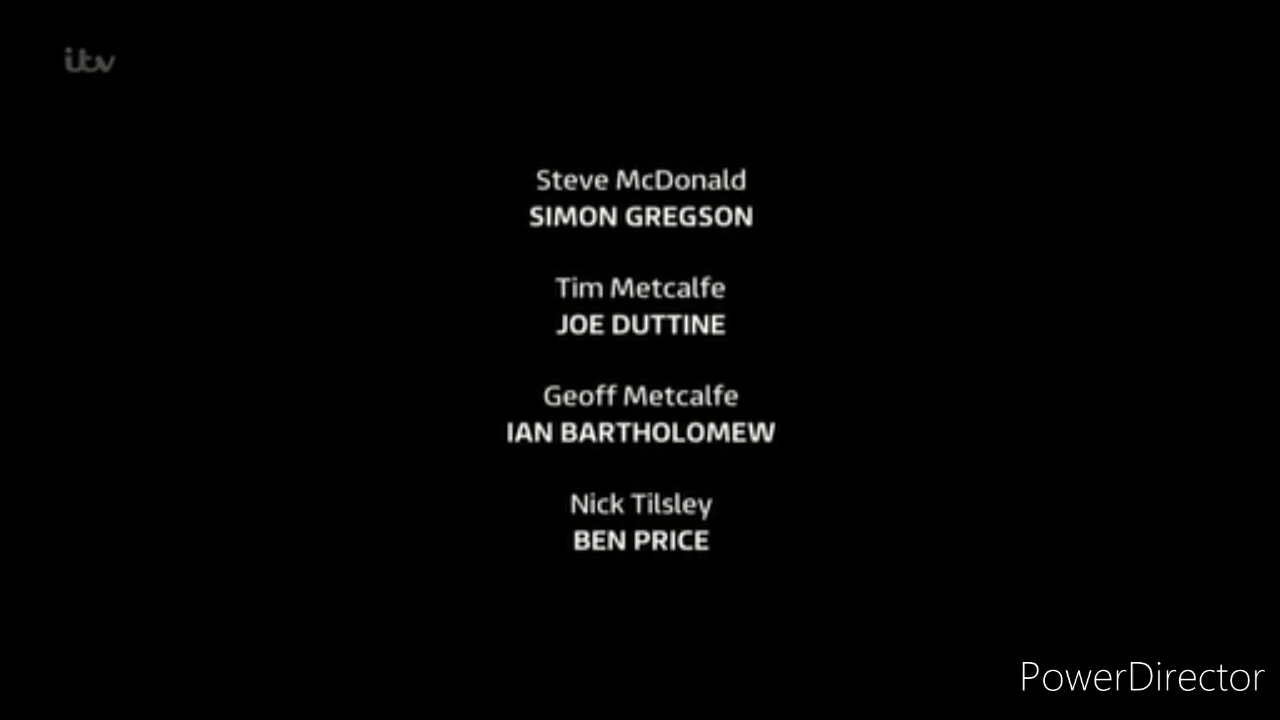 itv
Steve McDonald
SIMON GREGSON
Tim Metcalfe
JOE DUTTINE
Geoff Metcalfe
IAN BARTHOLOMEW
Nick Tilsley
BEN PRICE
PowerDirector